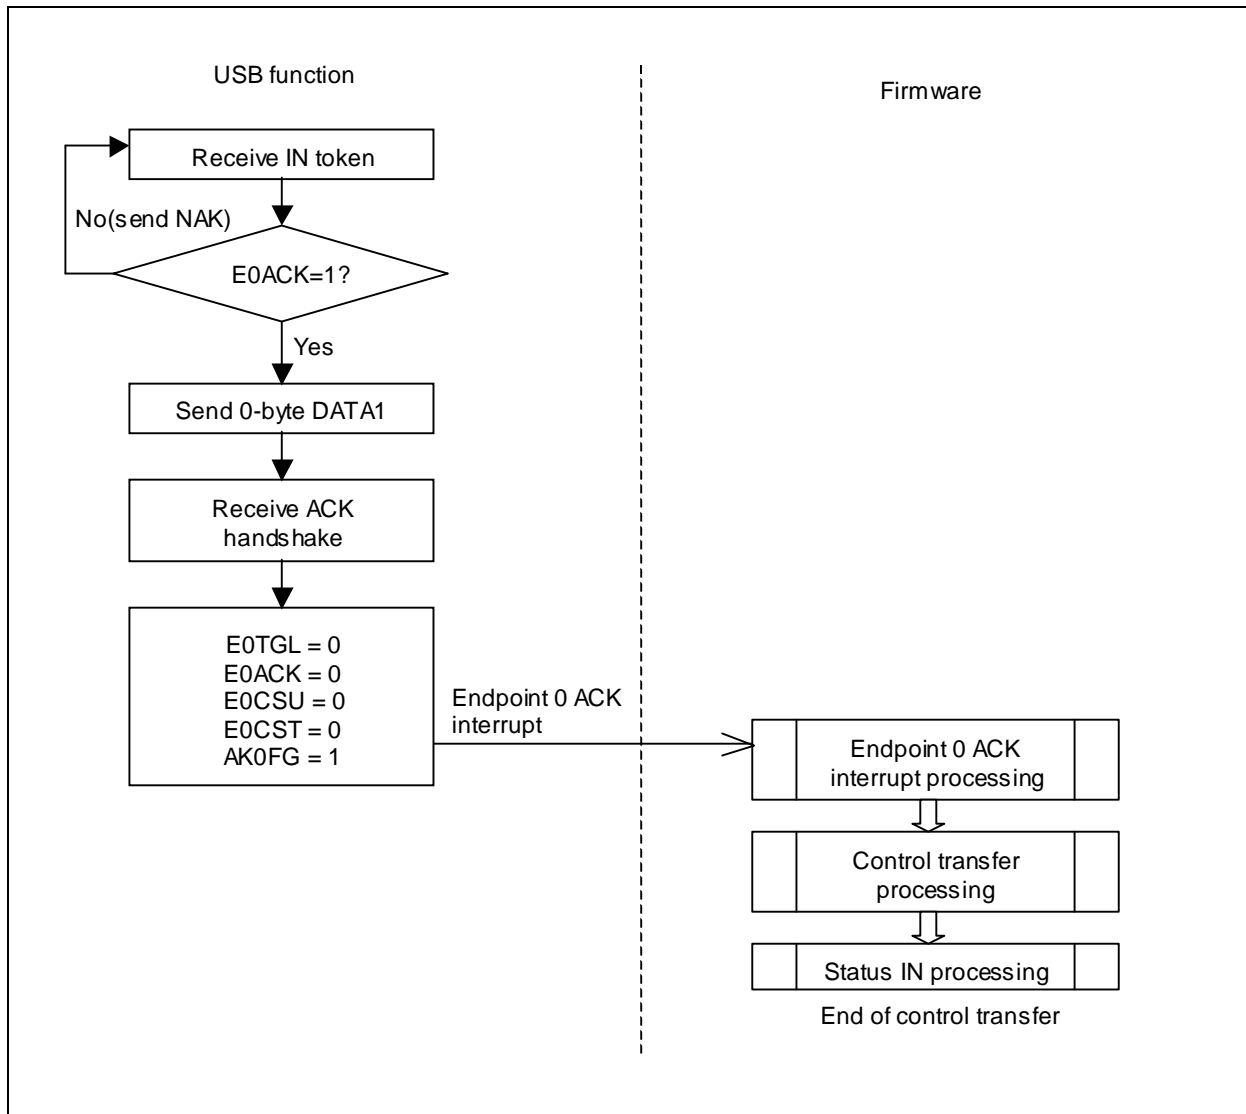 USB function
Firmware
Receive IN token
No(send NAK)
E0ACK=1?
Yes
Send 0-byte DATA1
Receive ACK
handshake
E0TGL = 0
E0ACK = 0
E0CSU = 0
E0CST = 0
AK0FG = 1
Endpoint 0 ACK
interrupt
Endpoint 0 ACK
interrupt processing
Control transfer
processing
Status IN processing
End of control transfer